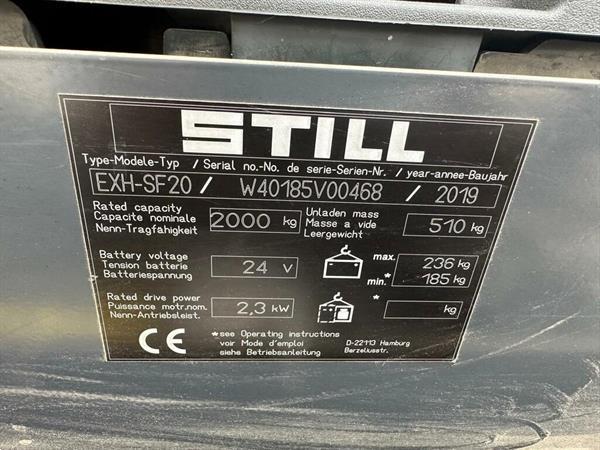 STILL
Type-Modele-Typ / Serial no.-No. de serie-Serien-Nr. / year-annee-Baujahr
EXH-SF20 / W40185V00468 / 2019
Rated capacity
Capacite nominale
Nenn-Tragfähigkeit
2000 kg
Unladen mass
Masse a vide
Leergewicht
510 kg
Battery voltage
Tension batterie
Batteriespannung
24 V
max. 236 kg
min.* 185 kg
Rated drive power
Puissance motr.nom.
Nenn-Antriebsleist.
2,3 kW
* kg
CE
*see Operating instructions
voir Mode d'emploi
siehe Betriebsanleitung
D-22113 Hamburg
Berzeliusstr.